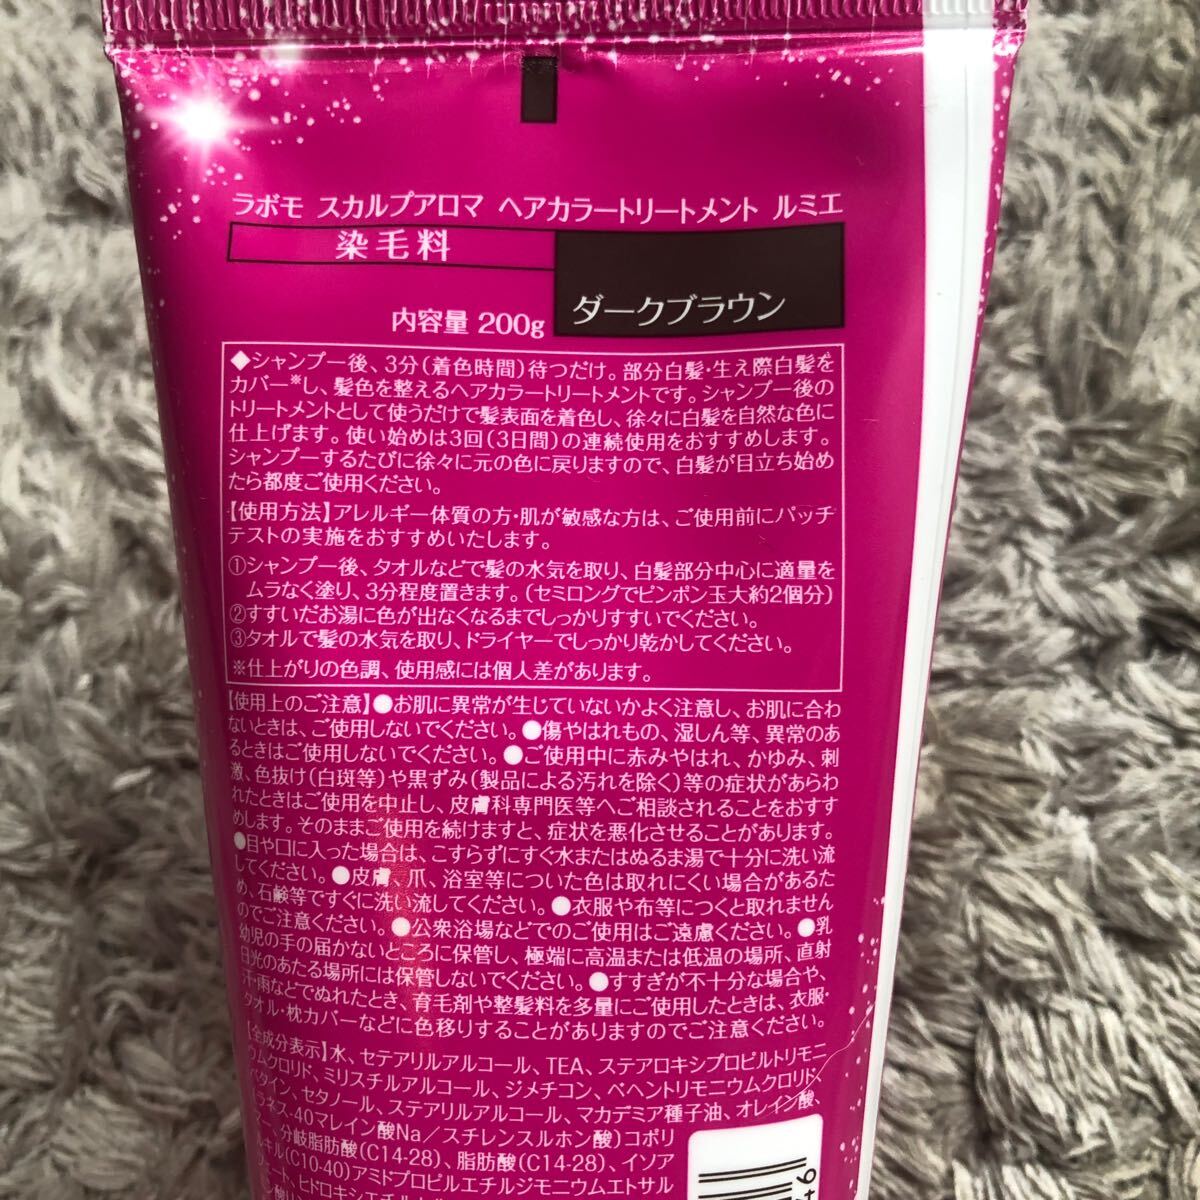 ラボモ スカルプアロマ ヘアカラートリートメント ルミエ
染毛料
ダークブラウン
内容量 200g
◆シャンプー後、3分(着色時間)待つだけ。部分白髪・生え際白髪を
カバー※し、髪色を整えるヘアカラートリートメントです。シャンプー後の
トリートメントとして使うだけで髪表面を着色し、徐々に白髪を自然な色に
仕上げます。使い始めは3回(3日間)の連続使用をおすすめします。
シャンプーするたびに徐々に元の色に戻りますので、白髪が目立ち始め
たら都度ご使用ください。
【使用方法】アレルギー体質の方・肌が敏感な方は、ご使用前にパッチ
テストの実施をおすすめいたします。
①シャンプー後、タオルなどで髪の水気を取り、白髪部分中心に適量を
ムラなく塗り、3分程度置きます。(セミロングでピンポン玉大約2個分)
②すすいだお湯に色が出なくなるまでしっかりすすいでください。
③タオルで髪の水気を取り、ドライヤーでしっかり乾かしてください。
※仕上がりの色調、使用感には個人差があります。
【使用上のご注意】●お肌に異常が生じていないかよく注意し、お肌に合わ
ないときは、ご使用しないでください。●傷やはれもの、湿しん等、異常のあ
るときはご使用しないでください。●ご使用中に赤みやはれ、かゆみ、刺
激、色抜け(白斑等)や黒ずみ(製品による汚れを除く)等の症状があらわ
れたときはご使用を中止し、皮膚科専門医等へご相談されることをおすす
めします。そのままご使用を続けますと、症状を悪化させることがあります。
●目や口に入った場合は、こすらずにすぐ水またはぬるま湯で十分に洗い流
してください。●皮膚、爪、浴室等についた色は取れにくい場合があるた
め、石鹸等ですぐに洗い流してください。●衣服や布等につくと取れません
のでご注意ください。●公衆浴場などでのご使用はご遠慮ください。●乳
幼児の手の届かないところに保管し、極端に高温または低温の場所、直射
日光のあたる場所には保管しないでください。●すすぎが不十分な場合や、
汗・雨などでぬれたとき、育毛剤や整髪料を多量にご使用したときは、衣服・
タオル・枕カバーなどに色移りすることがありますのでご注意ください。
【全成分表示】水、セテアリルアルコール、TEA、ステアロキシプロピルトリモニ
ウムクロリド、ミリスチルアルコール、ジメチコン、ベヘントリモニウムクロリド、
ベタイン、セタノール、ステアリルアルコール、マカデミア種子油、オレイン酸、
ラネス-40マレイン酸Na／スチレンスルホン酸)コポリ
分岐脂肪酸(C14-28)、脂肪酸(C14-28)、イソア
ルキル(C10-40)アミドプロピルエチルジモニウムエトサル